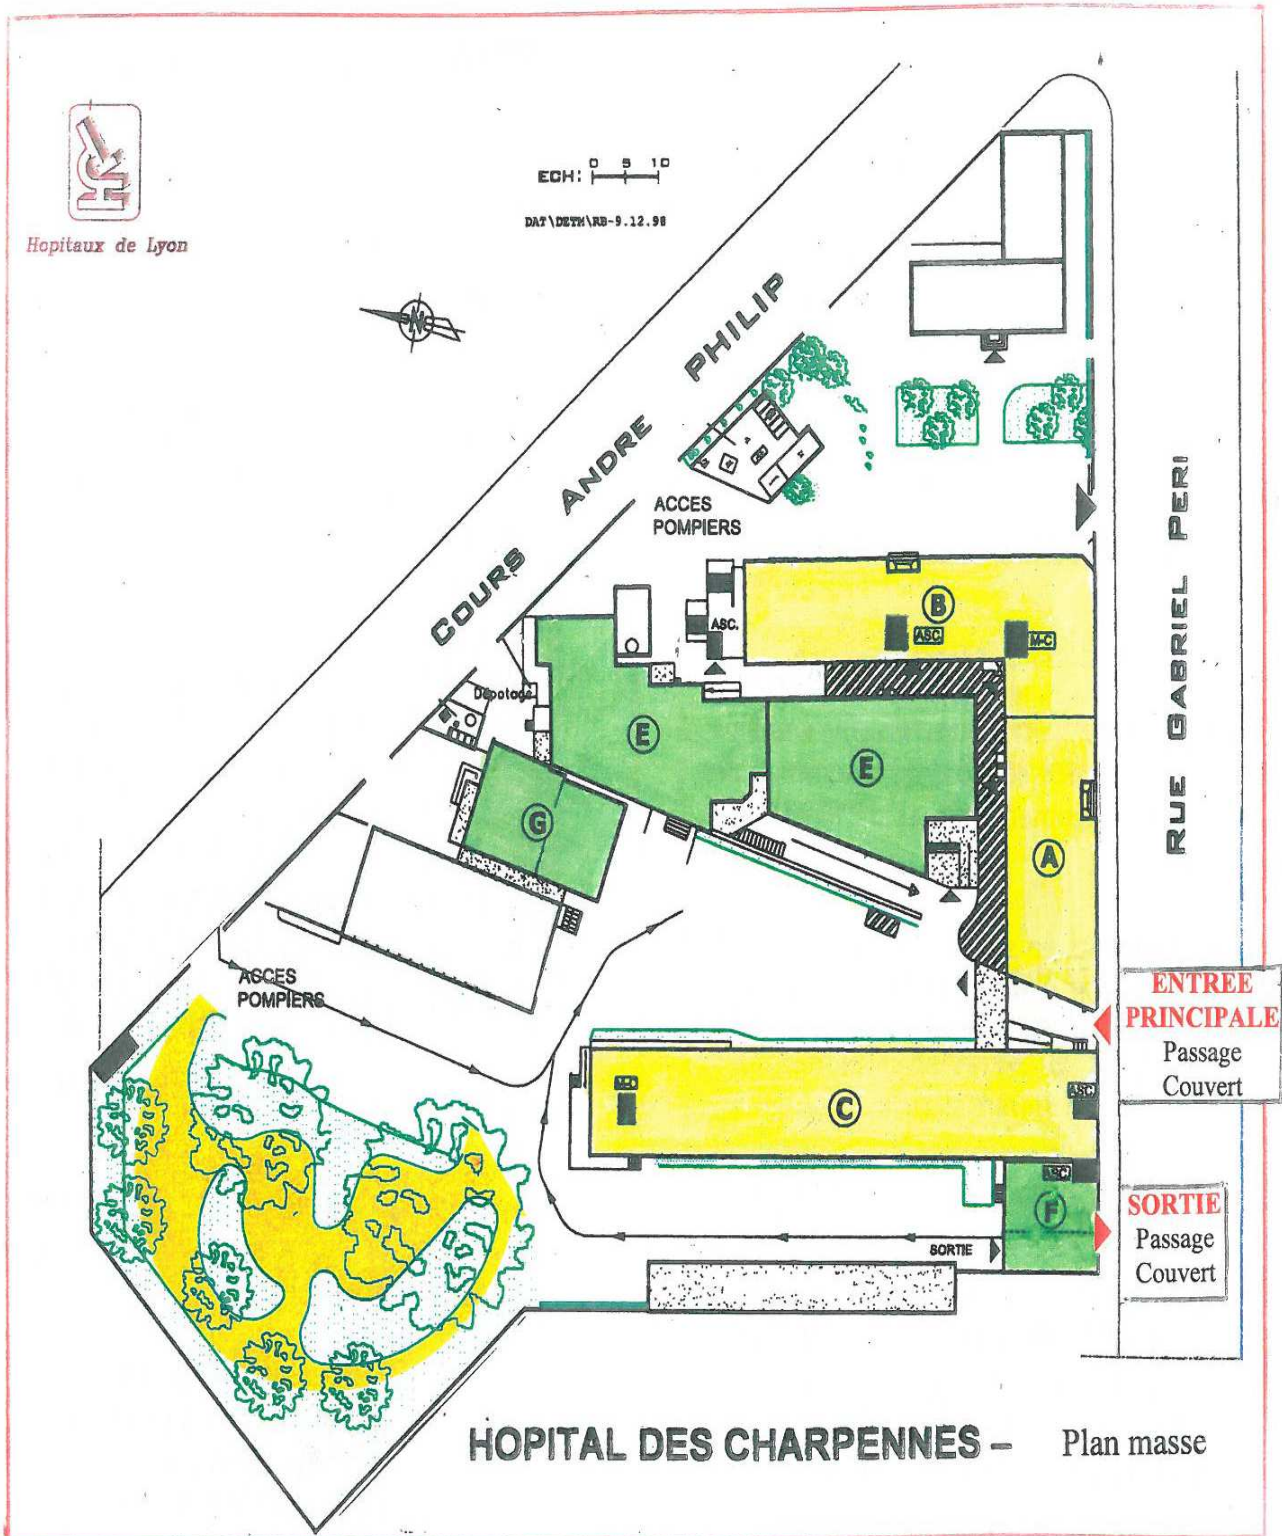 Hopitaux de Lyon
ECH: 0 5 10
DAT\DETM\RB-9.12.98
N
COURS ANDRE PHILIP
RUE GABRIEL PERI
ACCES
POMPIERS
B
ASC.
ASC.
M-C
Dépotage
E
E
G
A
ACCES
POMPIERS
ENTREE
PRINCIPALE
Passage
Couvert
M-C
C
ASC.
ASC.
F
SORTIE
SORTIE
Passage
Couvert
HOPITAL DES CHARPENNES – Plan masse